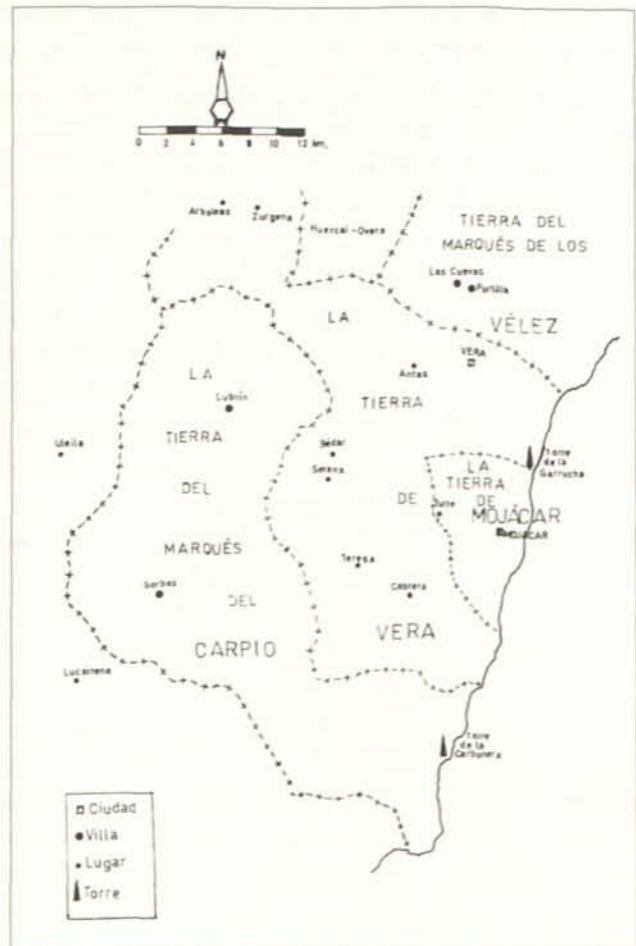 N
0 2 4 6 8 10 12 km.
Arboleas
Zurgena
Huercal-Overa
TIERRA DEL
MARQUÉS DE LOS
VÉLEZ
Las Cuevas
Portilla
LA
TIERRA
DE
VERA
VERA
Antas
LA
TIERRA
DEL
MARQUÉS
DEL
CARPIO
Lubrín
Uleila
Bédar
Serena
LA
TIERRA
DE
MOJÁCAR
Turre
MOJÁCAR
Torre
de la
Garrucha
Teresa
Cabrera
Sorbas
Lucainena
Torre
de la
Carbonera
Ciudad
Villa
Lugar
Torre